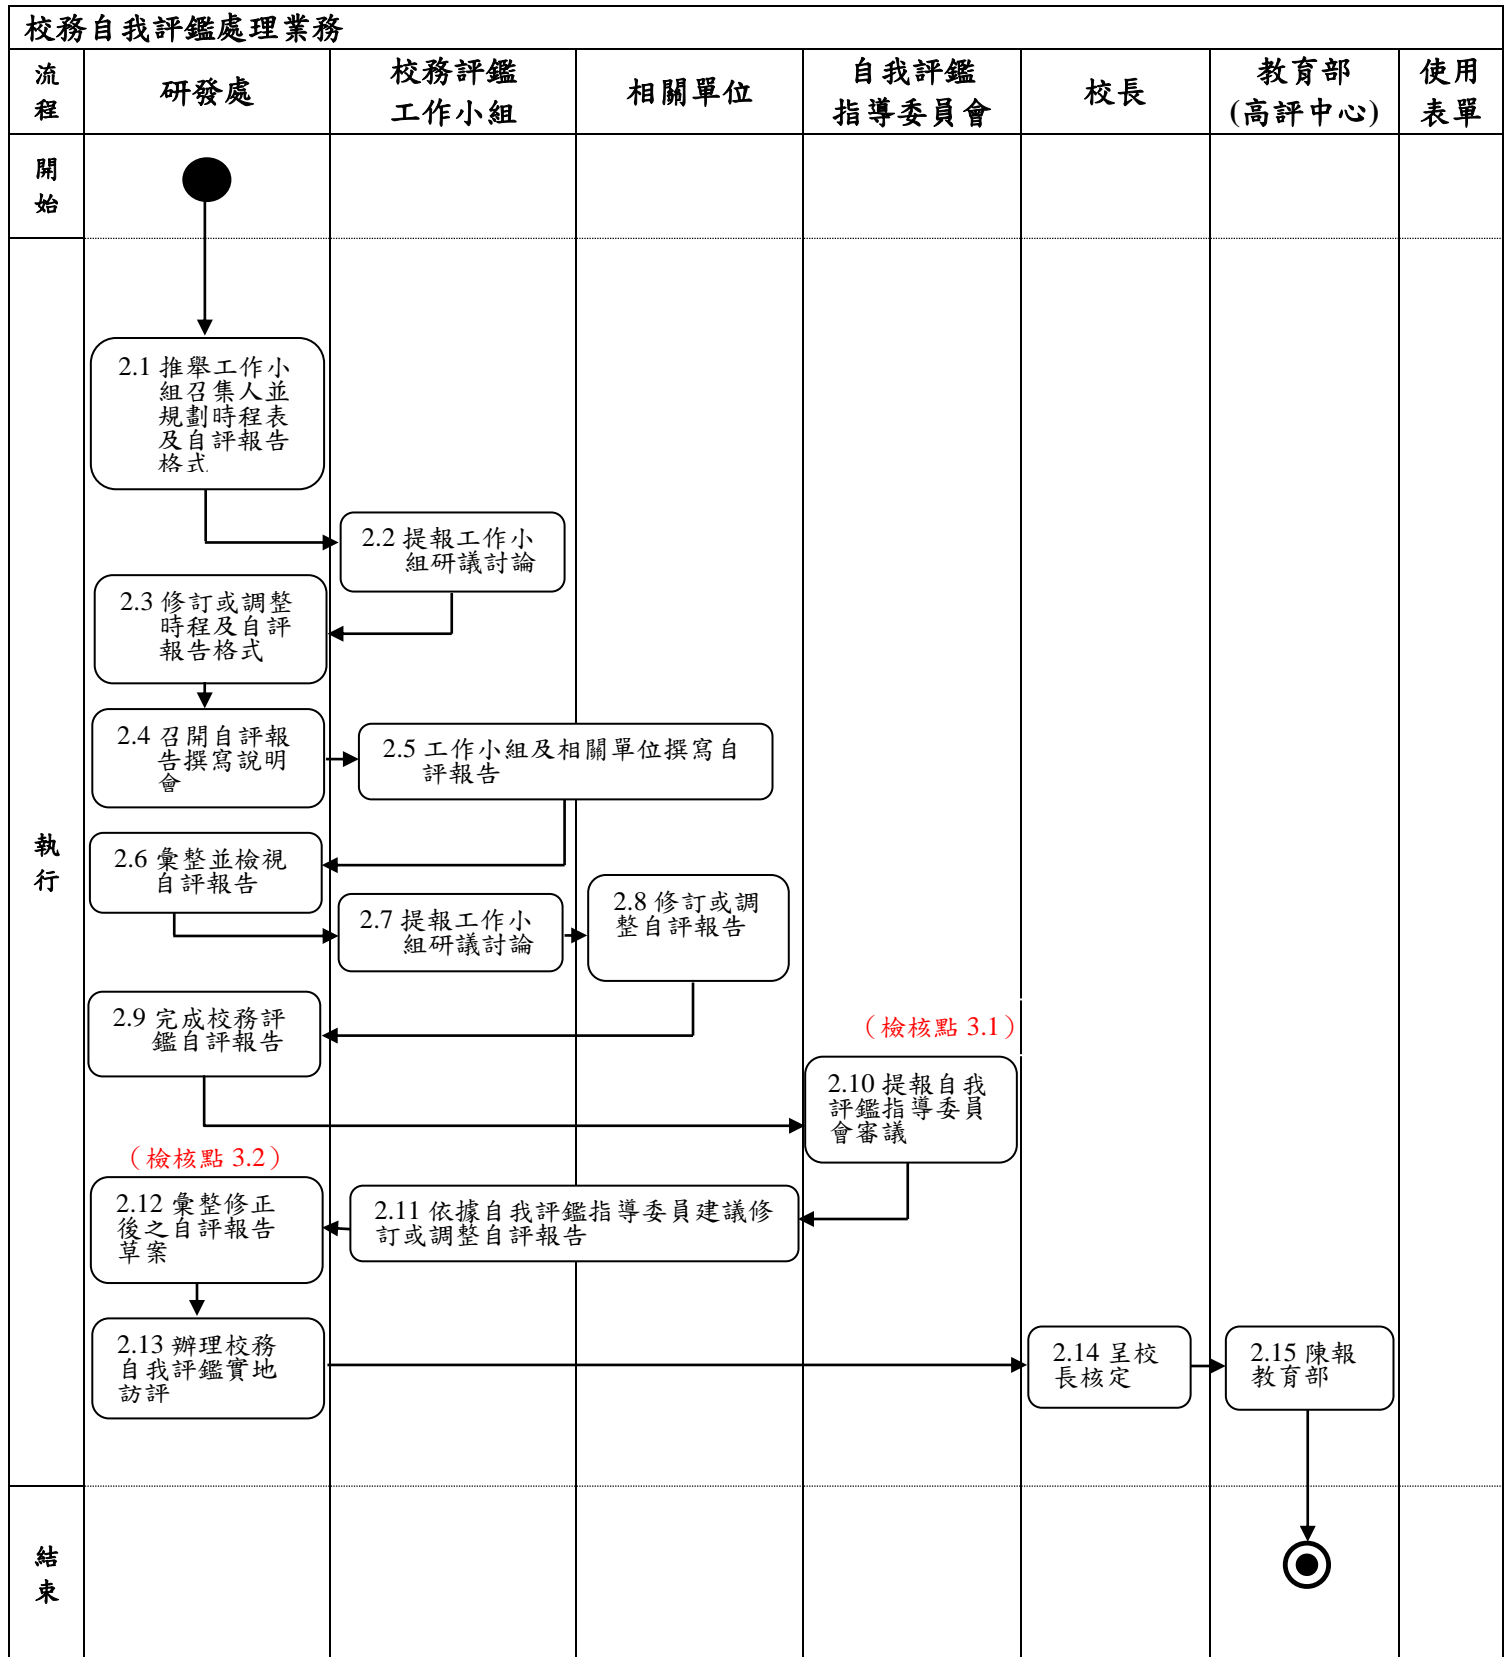 校務自我評鑑處理業務
流
程
研發處
校務評鑑
工作小組
相關單位
自我評鑑
指導委員會
校長
教育部
(高評中心)
使用
表單
開
始
執
行
2.1 推舉工作小
組召集人並
規劃時程表
及自評報告
格式
2.2 提報工作小
組研議討論
2.3 修訂或調整
時程及自評
報告格式
2.4 召開自評報
告撰寫說明
會
2.5 工作小組及相關單位撰寫自
評報告
2.6 彙整並檢視
自評報告
2.7 提報工作小
組研議討論
2.8 修訂或調
整自評報告
2.9 完成校務評
鑑自評報告
（檢核點 3.1）
2.10 提報自我
評鑑指導委員
會審議
（檢核點 3.2）
2.12 彙整修正
後之自評報告
草案
2.11 依據自我評鑑指導委員建議修
訂或調整自評報告
2.13 辦理校務
自我評鑑實地
訪評
2.14 呈校
長核定
2.15 陳報
教育部
結
束